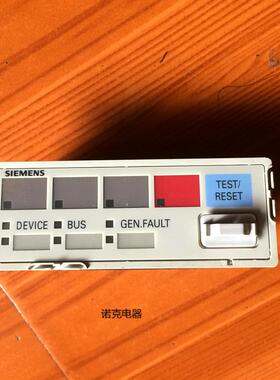 SIEMENS
TEST/
RESET
DEVICE BUS GEN.FAULT
诺克电器